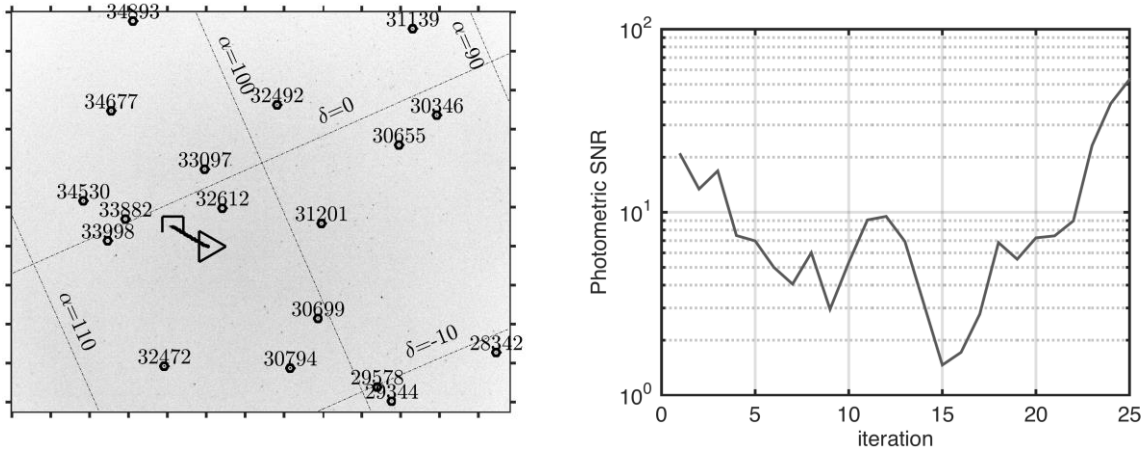 34893
31139
α=100
α=90
32492
34677
δ=0
30346
30655
33097
34530
32612
33882
31201
33998
α=110
30699
δ=-10
28342
32472
30794
29578
29344
10²
10¹
10⁰
Photometric SNR
0 5 10 15 20 25
iteration